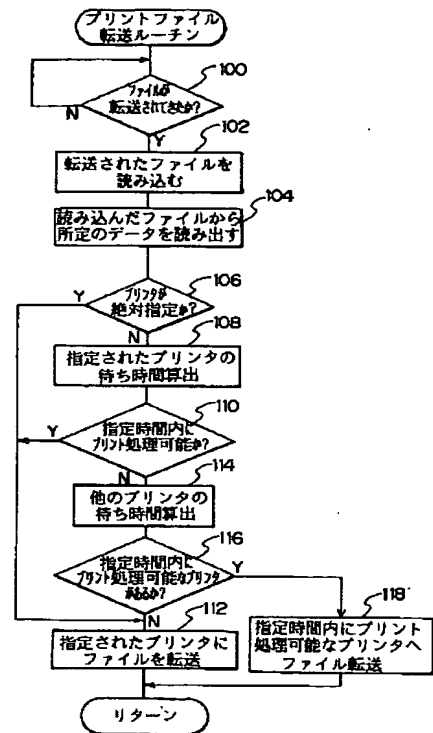 プリントファイル
転送ルーチン
100
ファイルが
転送されてきたか?
N
Y
102
転送されたファイルを
読み込む
104
読み込んだファイルから
所定のデータを読み出す
106
プリンタが
絶対指定か?
Y
N
108
指定されたプリンタの
待ち時間算出
110
指定時間内に
プリント処理可能か?
Y
N
114
他のプリンタの
待ち時間算出
116
指定時間内に
プリント処理可能なプリンタ
があるか?
Y
N
112
指定されたプリンタに
ファイルを転送
118
指定時間内にプリント
処理可能なプリンタへ
ファイル転送
リターン